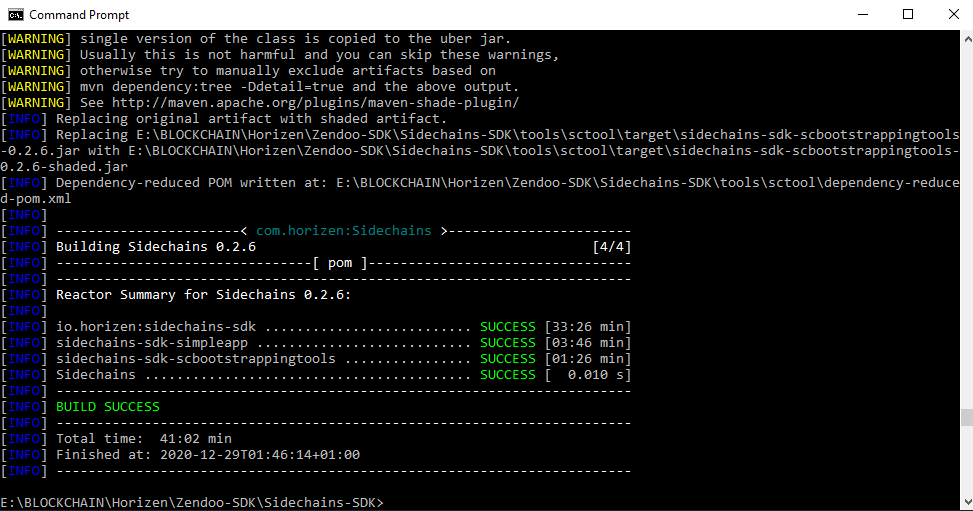 Command Prompt
[WARNING] single version of the class is copied to the uber jar.
[WARNING] Usually this is not harmful and you can skip these warnings,
[WARNING] otherwise try to manually exclude artifacts based on
[WARNING] mvn dependency:tree -Ddetail=true and the above output.
[WARNING] See http://maven.apache.org/plugins/maven-shade-plugin/
[INFO] Replacing original artifact with shaded artifact.
[INFO] Replacing E:\BLOCKCHAIN\Horizen\Zendoo-SDK\Sidechains-SDK\tools\sctool\target\sidechains-sdk-scbootstrappingtools
-0.2.6.jar with E:\BLOCKCHAIN\Horizen\Zendoo-SDK\Sidechains-SDK\tools\sctool\target\sidechains-sdk-scbootstrappingtools-
0.2.6-shaded.jar
[INFO] Dependency-reduced POM written at: E:\BLOCKCHAIN\Horizen\Zendoo-SDK\Sidechains-SDK\tools\sctool\dependency-reduce
d-pom.xml
[INFO]
[INFO] -----------------------< com.horizen:Sidechains >-----------------------
[INFO] Building Sidechains 0.2.6                                          [4/4]
[INFO] --------------------------------[ pom ]---------------------------------
[INFO] ------------------------------------------------------------------------
[INFO] Reactor Summary for Sidechains 0.2.6:
[INFO]
[INFO] io.horizen:sidechains-sdk .......................... SUCCESS [33:26 min]
[INFO] sidechains-sdk-simpleapp ........................... SUCCESS [03:46 min]
[INFO] sidechains-sdk-scbootstrappingtools ................ SUCCESS [01:26 min]
[INFO] Sidechains ......................................... SUCCESS [  0.010 s]
[INFO] ------------------------------------------------------------------------
[INFO] BUILD SUCCESS
[INFO] ------------------------------------------------------------------------
[INFO] Total time:  41:02 min
[INFO] Finished at: 2020-12-29T01:46:14+01:00
[INFO] ------------------------------------------------------------------------
E:\BLOCKCHAIN\Horizen\Zendoo-SDK\Sidechains-SDK>